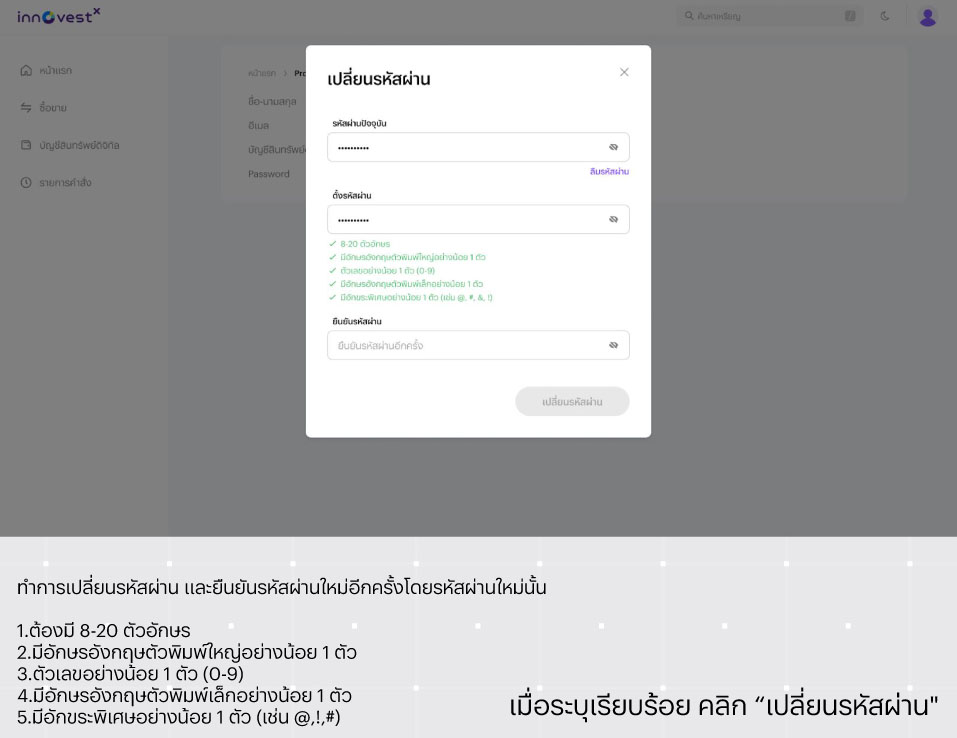 innovestx
ค้นหาเหรียญ
/
หน้าแรก
ซื้อขาย
บัญชีสินทรัพย์ดิจิทัล
รายการคำสั่ง
หน้าแรก > Pro
ชื่อ-นามสกุล
อีเมล
บัญชีสินทรัพย์
Password
เปลี่ยนรหัสผ่าน
รหัสผ่านปัจจุบัน
••••••••••
ลืมรหัสผ่าน
ตั้งรหัสผ่าน
••••••••••
8-20 ตัวอักษร
มีอักษรอังกฤษตัวพิมพ์ใหญ่อย่างน้อย 1 ตัว
ตัวเลขอย่างน้อย 1 ตัว (0-9)
มีอักษรอังกฤษตัวพิมพ์เล็กอย่างน้อย 1 ตัว
มีอักขระพิเศษอย่างน้อย 1 ตัว (เช่น @, #, &, !)
ยืนยันรหัสผ่าน
ยืนยันรหัสผ่านอีกครั้ง
เปลี่ยนรหัสผ่าน
ทำการเปลี่ยนรหัสผ่าน และยืนยันรหัสผ่านใหม่อีกครั้งโดยรหัสผ่านใหม่นั้น
1.ต้องมี 8-20 ตัวอักษร
2.มีอักษรอังกฤษตัวพิมพ์ใหญ่อย่างน้อย 1 ตัว
3.ตัวเลขอย่างน้อย 1 ตัว (0-9)
4.มีอักษรอังกฤษตัวพิมพ์เล็กอย่างน้อย 1 ตัว
5.มีอักขระพิเศษอย่างน้อย 1 ตัว (เช่น @,!,#)
เมื่อระบุเรียบร้อย คลิก “เปลี่ยนรหัสผ่าน"